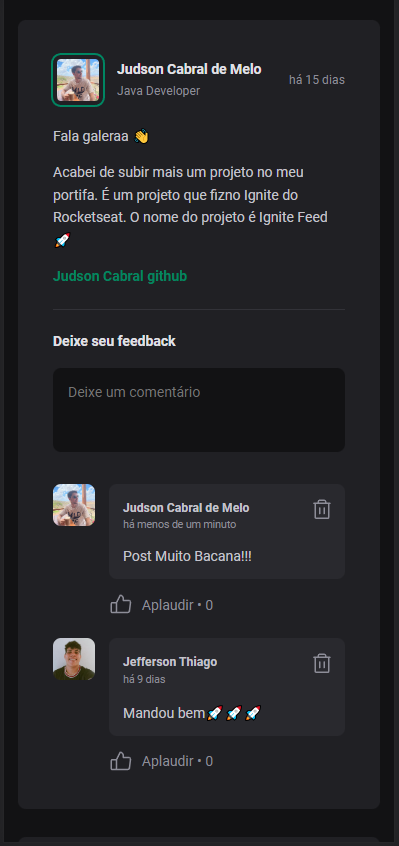 Judson Cabral de Melo
há 15 dias
Java Developer
Fala galeraa 👏
Acabei de subir mais um projeto no meu
portifa. É um projeto que fizno Ignite do
Rocketseat. O nome do projeto é Ignite Feed
🚀
Judson Cabral github
Deixe seu feedback
Deixe um comentário
Judson Cabral de Melo
há menos de um minuto
Post Muito Bacana!!!
Aplaudir • 0
Jefferson Thiago
há 9 dias
Mandou bem🚀🚀🚀
Aplaudir • 0